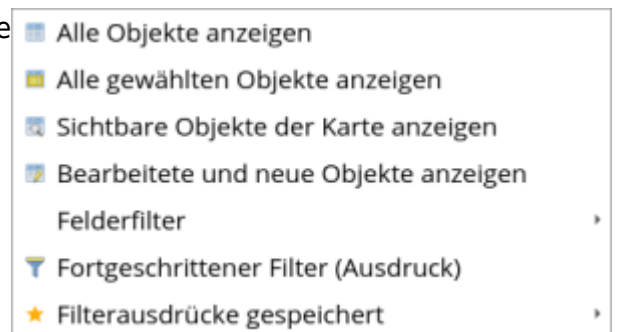 e
Alle Objekte anzeigen
Alle gewählten Objekte anzeigen
Sichtbare Objekte der Karte anzeigen
Bearbeitete und neue Objekte anzeigen
Felderfilter
Fortgeschrittener Filter (Ausdruck)
Filterausdrücke gespeichert